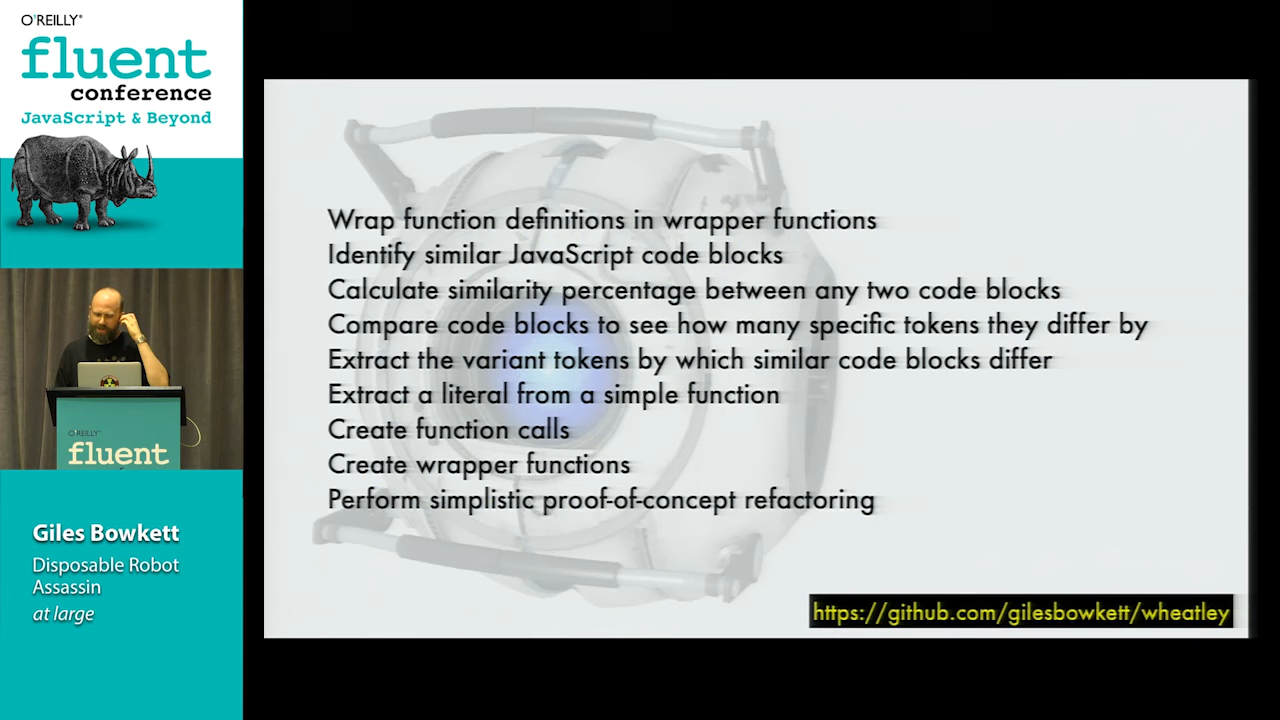 O'REILLY®
fluent
conference
JavaScript & Beyond
O'REILLY
fluent
Giles Bowkett
Disposable Robot
Assassin
at large
Wrap function definitions in wrapper functions
Identify similar JavaScript code blocks
Calculate similarity percentage between any two code blocks
Compare code blocks to see how many specific tokens they differ by
Extract the variant tokens by which similar code blocks differ
Extract a literal from a simple function
Create function calls
Create wrapper functions
Perform simplistic proof-of-concept refactoring
https://github.com/gilesbowkett/wheatley